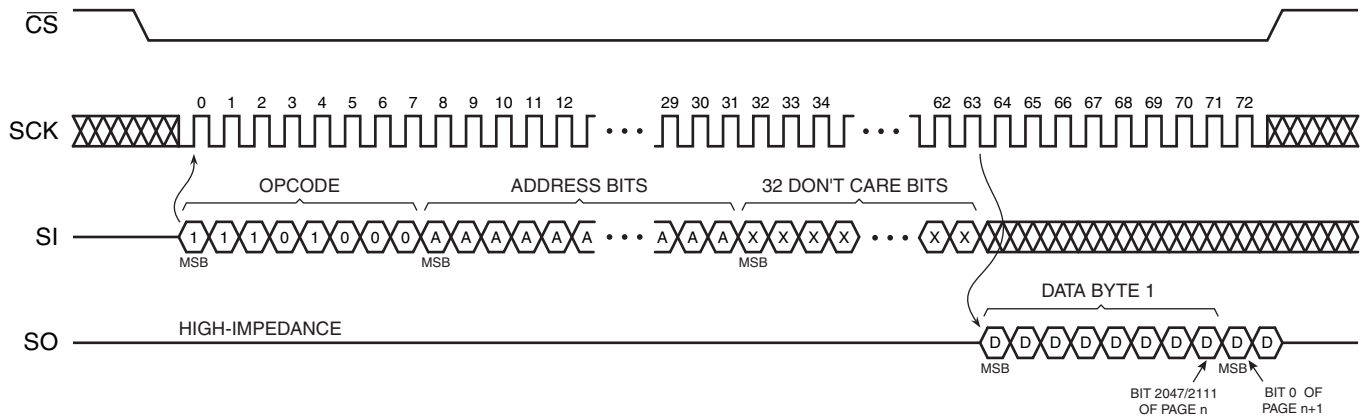 CS
0 1 2 3 4 5 6 7 8 9 10 11 12 29 30 31 32 33 34 62 63 64 65 66 67 68 69 70 71 72
SCK
OPCODE ADDRESS BITS 32 DON'T CARE BITS
SI 1 1 1 0 1 0 0 0 A A A A A A A A A X X X X X X
MSB MSB MSB
DATA BYTE 1
HIGH-IMPEDANCE
SO D D D D D D D D D D
MSB MSB
BIT 2047/2111
OF PAGE n
BIT 0 OF
PAGE n+1